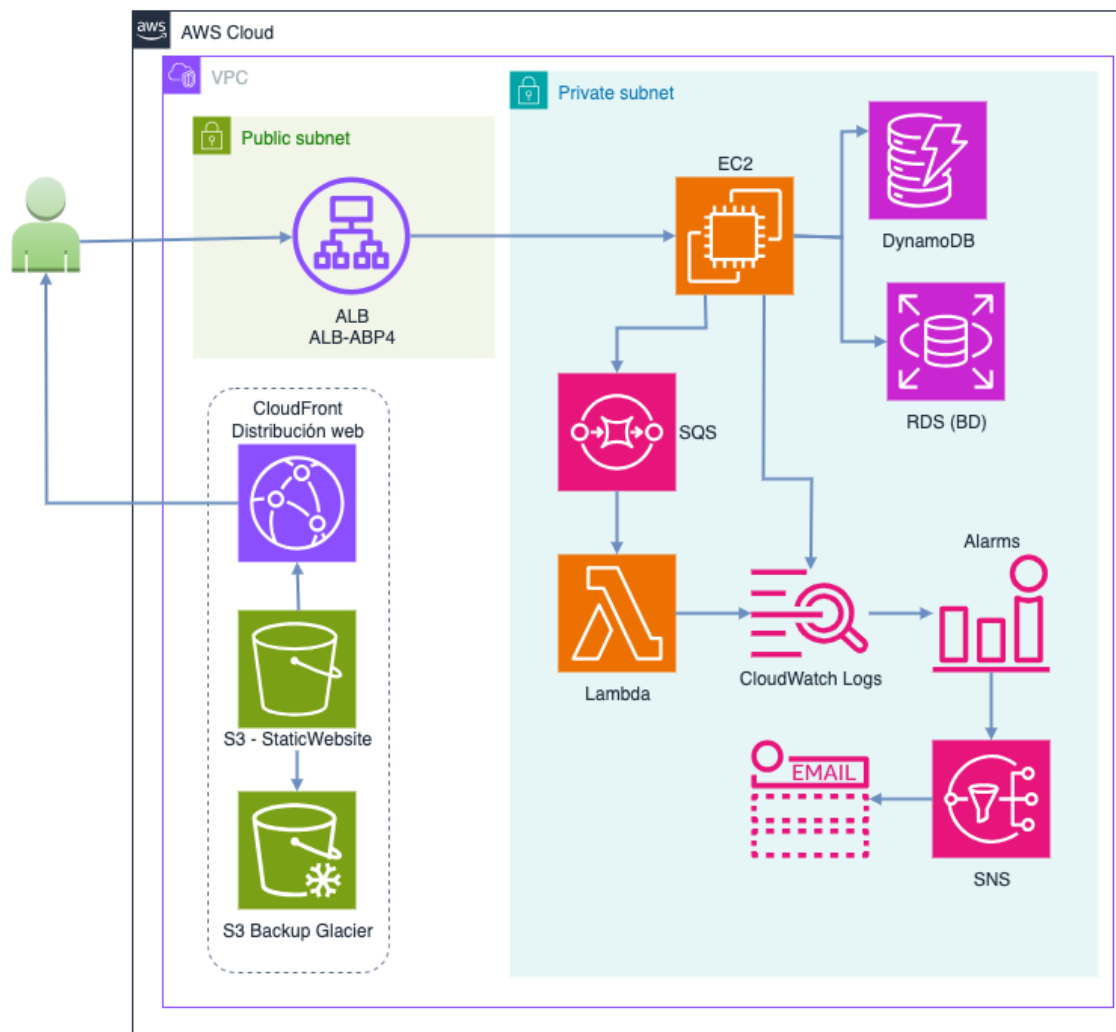 aws
AWS Cloud
VPC
Private subnet
Public subnet
EC2
DynamoDB
ALB
ALB-ABP4
RDS (BD)
CloudFront
Distribución web
SQS
Alarms
Lambda
CloudWatch Logs
S3 - StaticWebsite
EMAIL
SNS
S3 Backup Glacier